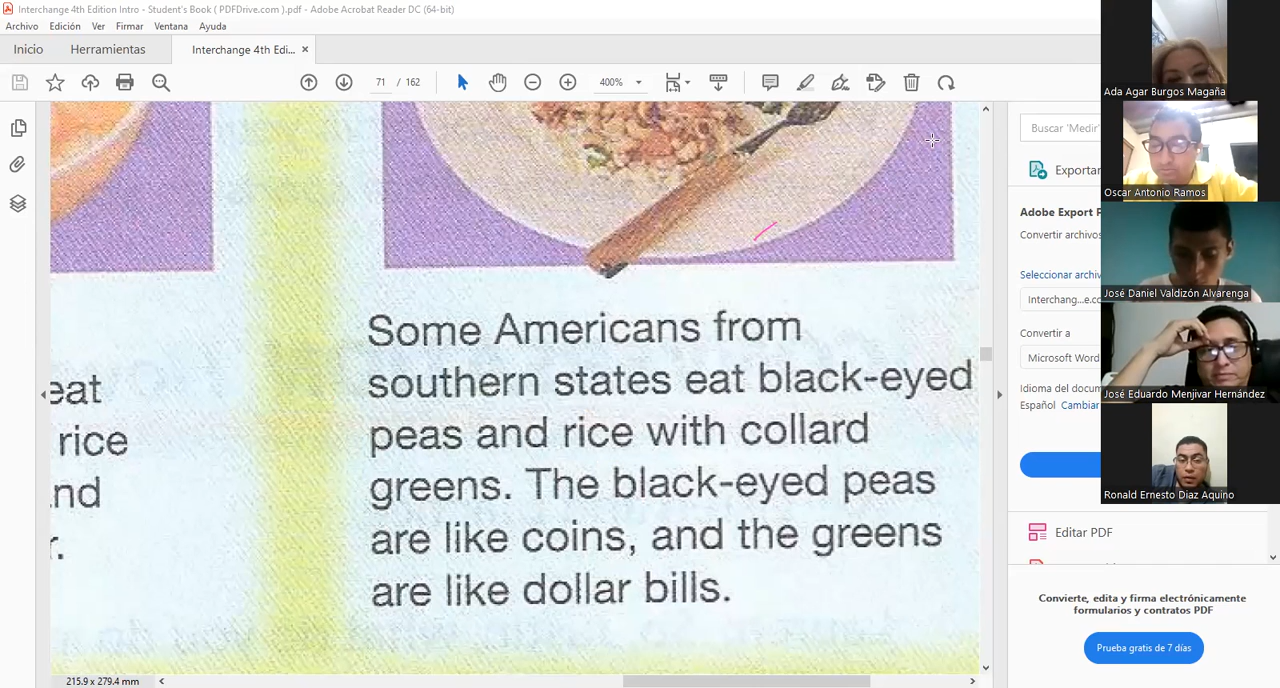 Interchange 4th Edition Intro - Student's Book ( PDFDrive.com ).pdf - Adobe Acrobat Reader DC (64-bit)
Archivo Edición Ver Firmar Ventana Ayuda
Inicio Herramientas Interchange 4th Edi... ×
71 / 162 400%
eat
rice
nd
r.
Some Americans from
southern states eat black-eyed
peas and rice with collard
greens. The black-eyed peas
are like coins, and the greens
are like dollar bills.
215.9 x 279.4 mm
Buscar 'Medir'
Exportar
Adobe Export P
Convertir archivos
Seleccionar archiv
Interchang...e.co
Convertir a
Microsoft Word
Idioma del docum
Español Cambiar
Editar PDF
Convierte, edita y firma electrónicamente
formularios y contratos PDF
Prueba gratis de 7 días
Ada Agar Burgos Magaña
Oscar Antonio Ramos
José Daniel Valdizón Alvarenga
José Eduardo Menjivar Hernández
Ronald Ernesto Diaz Aquino